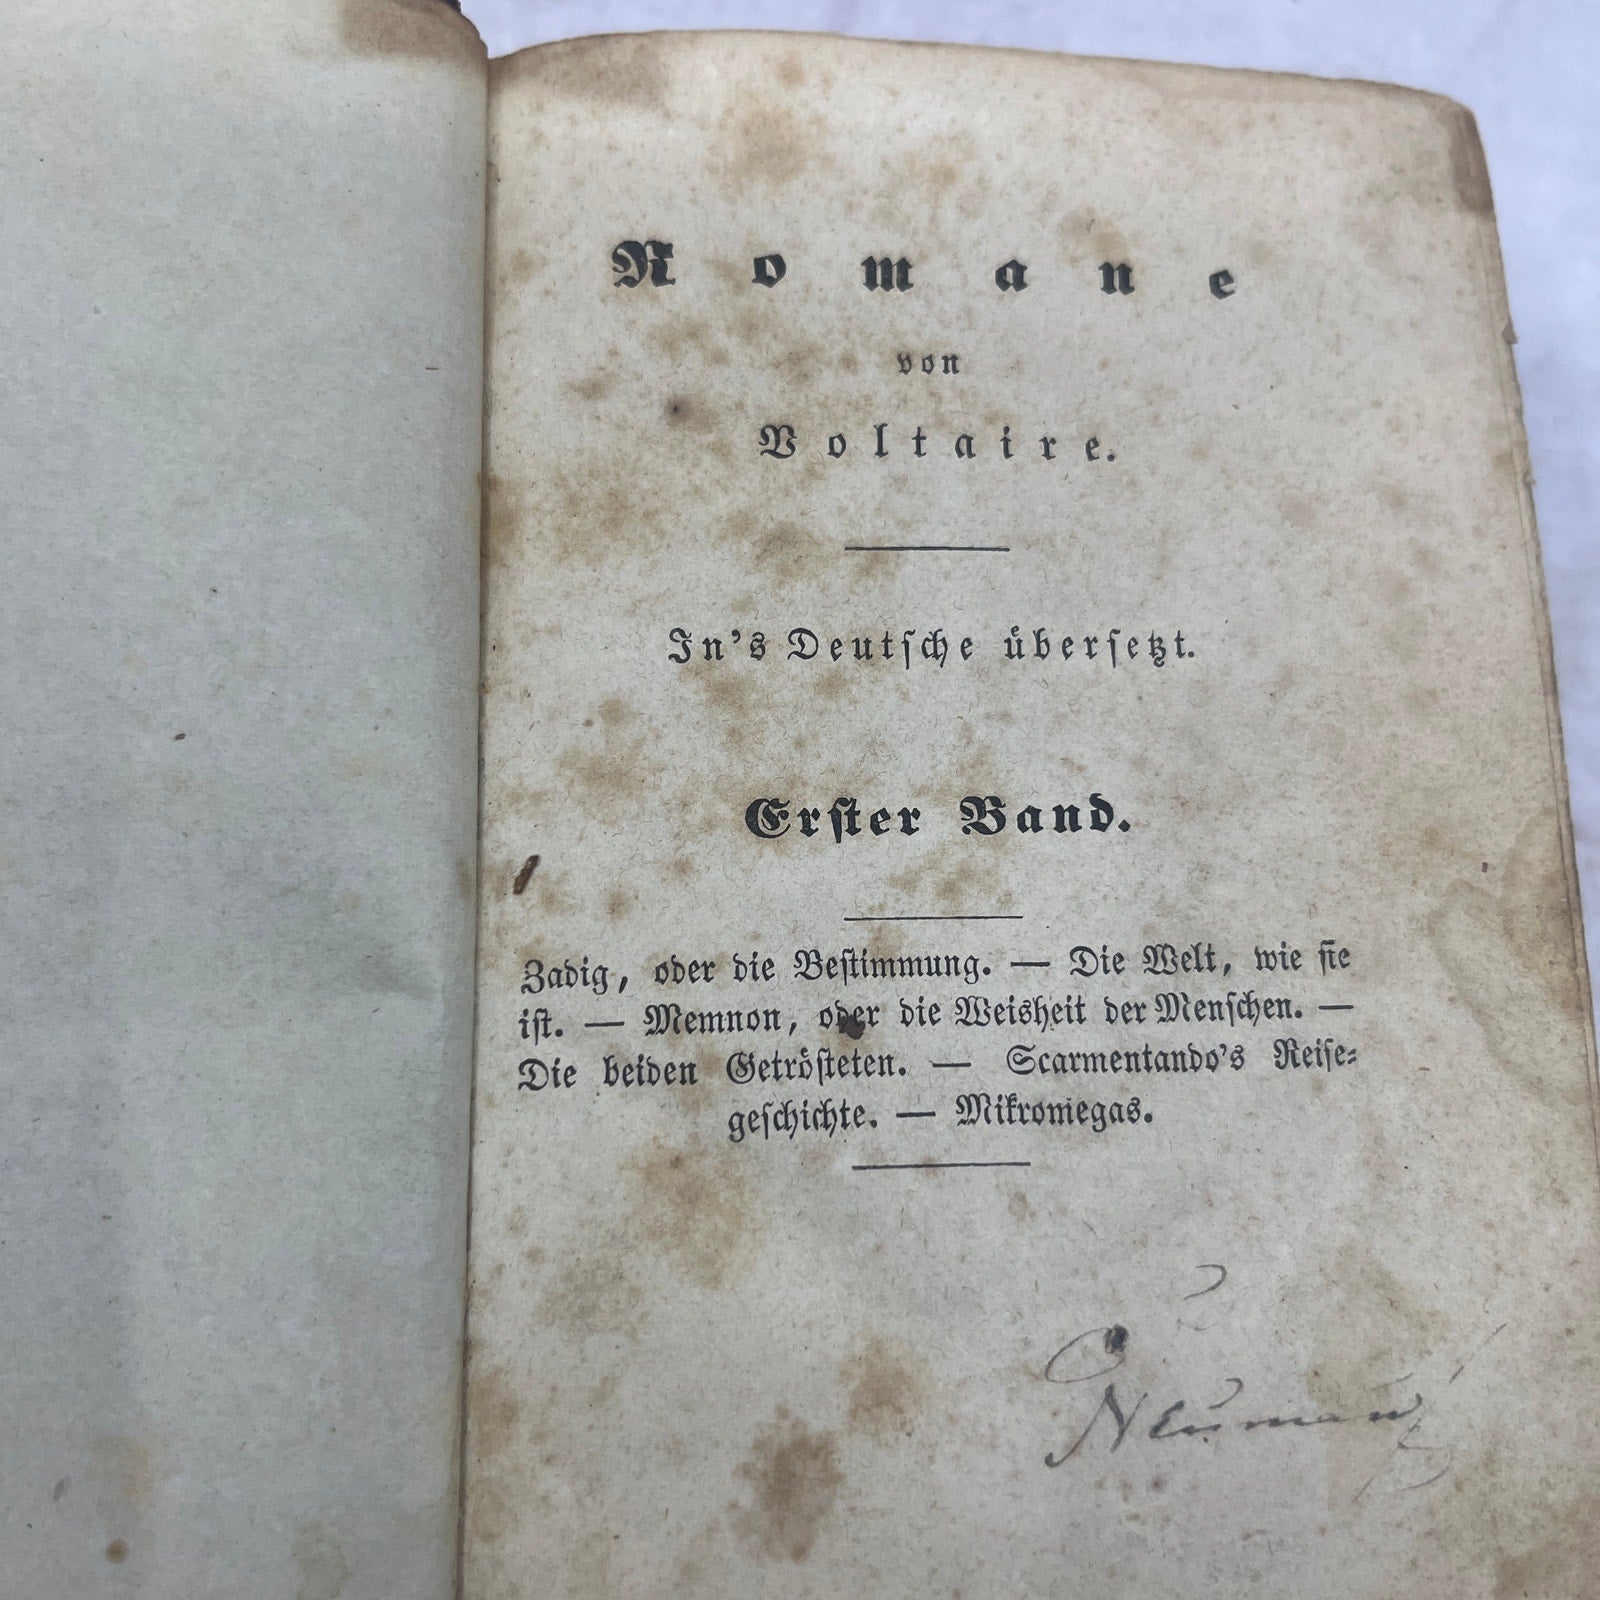 Romane
von
Voltaire.
In's Deutsche übersetzt.
Erster Band.
Zadig, oder die Bestimmung. — Die Welt, wie sie
ist. — Memnon, oder die Weisheit der Menschen. —
Die beiden Getrösteten. — Scarmentando's Reise-
geschichte. — Mikromegas.
Neumann